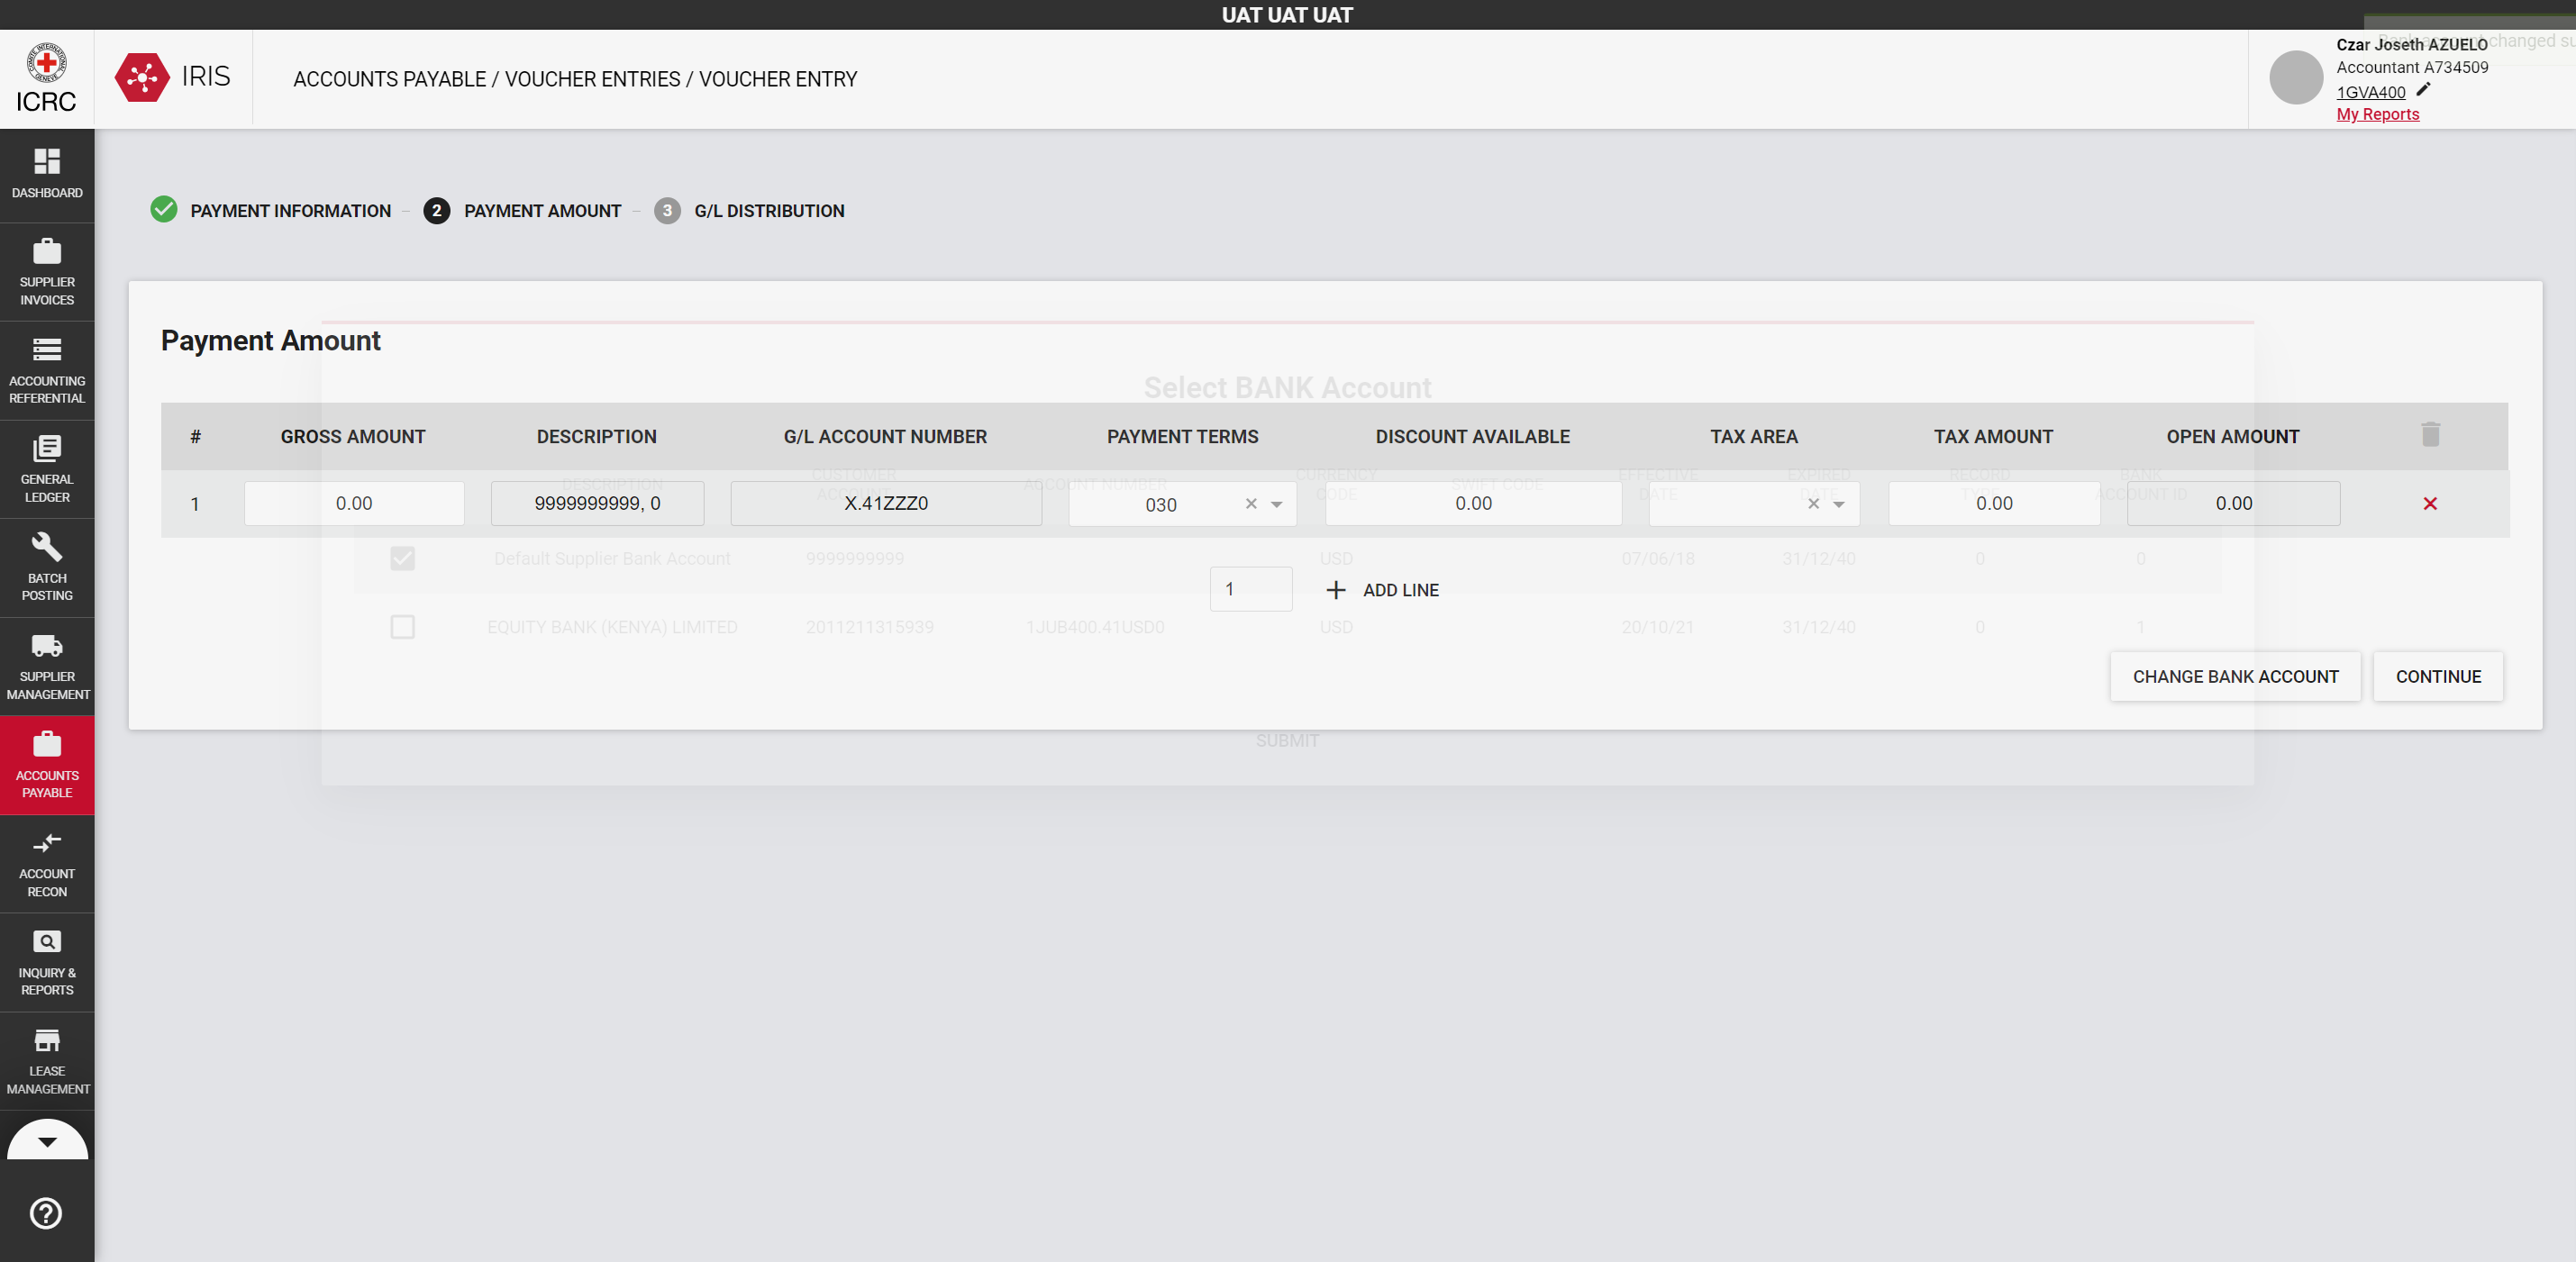 UAT UAT UAT
Bank account changed su
Czar Joseth AZUELO
Accountant A734509
1GVA400
My Reports
ICRC
IRIS
ACCOUNTS PAYABLE / VOUCHER ENTRIES / VOUCHER ENTRY
DASHBOARD
SUPPLIER
INVOICES
ACCOUNTING
REFERENTIAL
GENERAL
LEDGER
BATCH
POSTING
SUPPLIER
MANAGEMENT
ACCOUNTS
PAYABLE
ACCOUNT
RECON
INQUIRY &
REPORTS
LEASE
MANAGEMENT
PAYMENT INFORMATION – 2 PAYMENT AMOUNT – 3 G/L DISTRIBUTION
Payment Amount
Select BANK Account
# GROSS AMOUNT DESCRIPTION G/L ACCOUNT NUMBER PAYMENT TERMS DISCOUNT AVAILABLE TAX AREA TAX AMOUNT OPEN AMOUNT
DESCRIPTION CUSTOMER ACCOUNT ACCOUNT NUMBER CURRENCY CODE SWIFT CODE EFFECTIVE DATE EXPIRED DATE RECORD BANK ACCOUNT ID
1 0.00 9999999999, 0 X.41ZZZ0 030 0.00 0.00 0.00
Default Supplier Bank Account 9999999999 USD 07/06/18 31/12/40 0 0
1 ADD LINE
EQUITY BANK (KENYA) LIMITED 2011211315939 1JUB400.41USD0 USD 20/10/21 31/12/40 0 1
CHANGE BANK ACCOUNT CONTINUE
SUBMIT